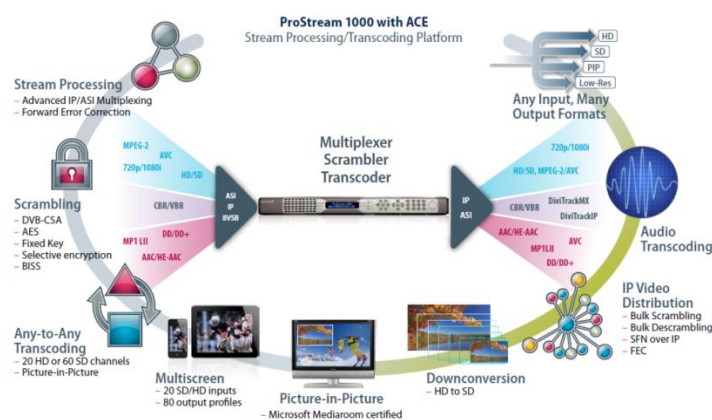 ProStream 1000 with ACE
Stream Processing/Transcoding Platform
HD
SD
PIP
Low-Res
Any Input, Many
Output Formats
Stream Processing
– Advanced IP/ASI Multiplexing
– Forward Error Correction
MPEG-2
AVC
720p/1080i
HD/SD
CBR/VBR
DD/DD+
MP1 LII
AAC/HE-AAC
ASI
IP
8VSB
Multiplexer
Scrambler
Transcoder
IP
ASI
720p/1080i
HD/SD, MPEG-2/AVC
CBR/VBR
DiviTrackMX
DiviTrackIP
AAC/HE-AAC
AVC
MP1LII
DD/DD+
Scrambling
– DVB-CSA
– AES
– Fixed Key
– Selective encryption
– BISS
Audio
Transcoding
IP Video
Distribution
– Bulk Scrambling
– Bulk Descrambling
– SFN over IP
– FEC
Any-to-Any
Transcoding
– 20 HD or 60 SD channels
– Picture-in-Picture
Multiscreen
– 20 SD/HD inputs
– 80 output profiles
Picture-in-Picture
– Microsoft Mediaroom certified
Downconversion
– HD to SD